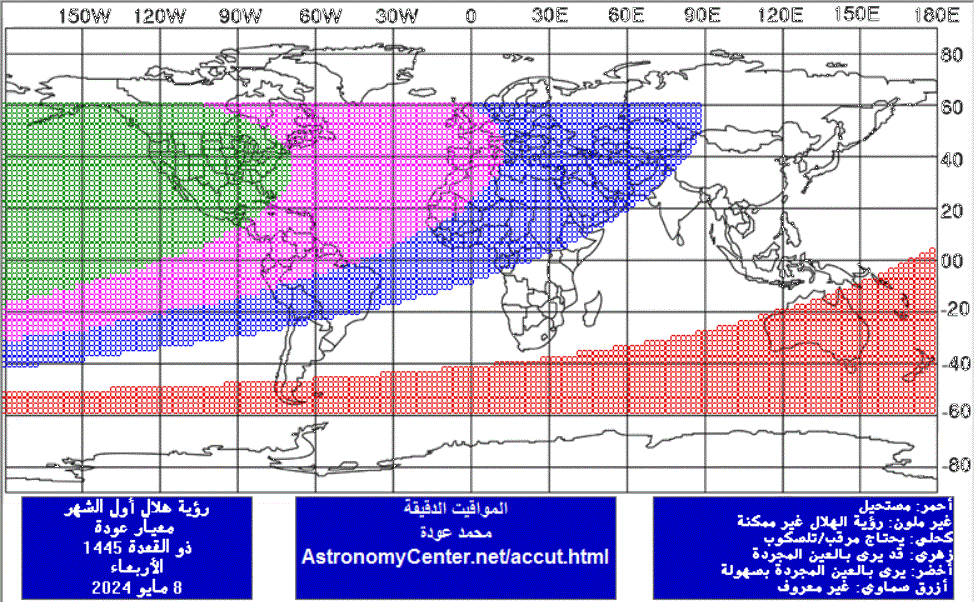 150W 120W 90W 60W 30W 0 30E 60E 90E 120E 150E 180E
80
60
40
20
00
-20
-40
-60
-80
رؤية هلال أول الشهر
معيار عودة
ذو القعدة 1445
الأربعاء
8 مايو 2024
المواقيت الدقيقة
محمد عودة
AstronomyCenter.net/accut.html
أحمر: مستحيل
غير ملون: رؤية الهلال غير ممكنة
كحلي: يحتاج مرقب/تلسكوب
زهري: قد يرى بالعين المجردة
أخضر: يرى بالعين المجردة بسهولة
أزرق سماوي: غير معروف